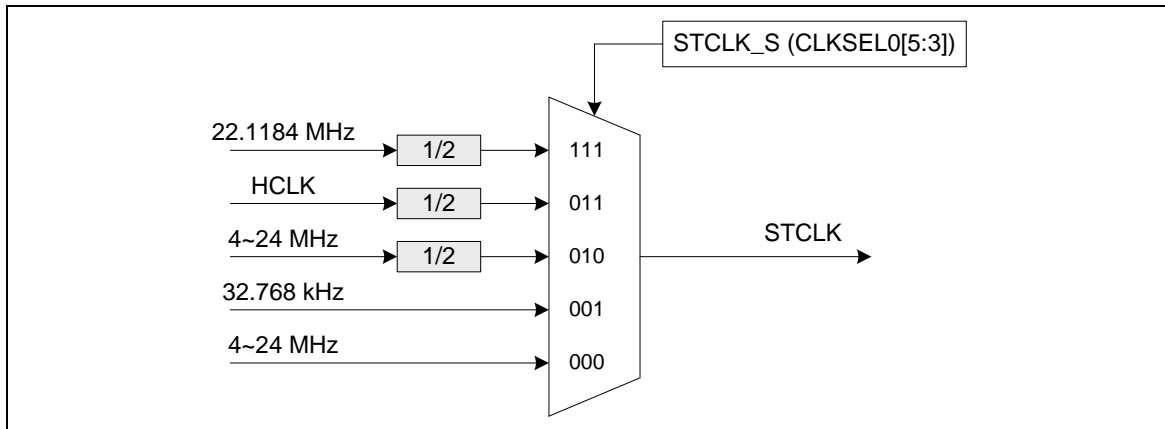 STCLK_S (CLKSEL0[5:3])
22.1184 MHz
1/2
111
HCLK
1/2
011
4~24 MHz
1/2
010
STCLK
32.768 kHz
001
4~24 MHz
000